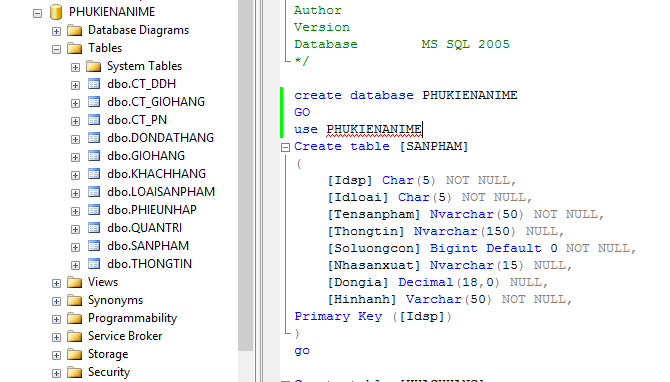 PHUKIENANIME
Database Diagrams
Tables
System Tables
dbo.CT_DDH
dbo.CT_GIOHANG
dbo.CT_PN
dbo.DONDATHANG
dbo.GIOHANG
dbo.KHACHHANG
dbo.LOAISANPHAM
dbo.PHIEUNHAP
dbo.QUANTRI
dbo.SANPHAM
dbo.THONGTIN
Views
Synonyms
Programmability
Service Broker
Storage
Security
Author
Version
Database MS SQL 2005
*/
create database PHUKIENANIME
GO
use PHUKIENANIME
Create table [SANPHAM]
(
[Idsp] Char(5) NOT NULL,
[Idloai] Char(5) NOT NULL,
[Tensanpham] Nvarchar(50) NOT NULL,
[Thongtin] Nvarchar(150) NULL,
[Soluongcon] Bigint Default 0 NOT NULL,
[Nhasanxuat] Nvarchar(15) NULL,
[Dongia] Decimal(18,0) NULL,
[Hinhanh] Varchar(50) NOT NULL,
Primary Key ([Idsp])
)
go